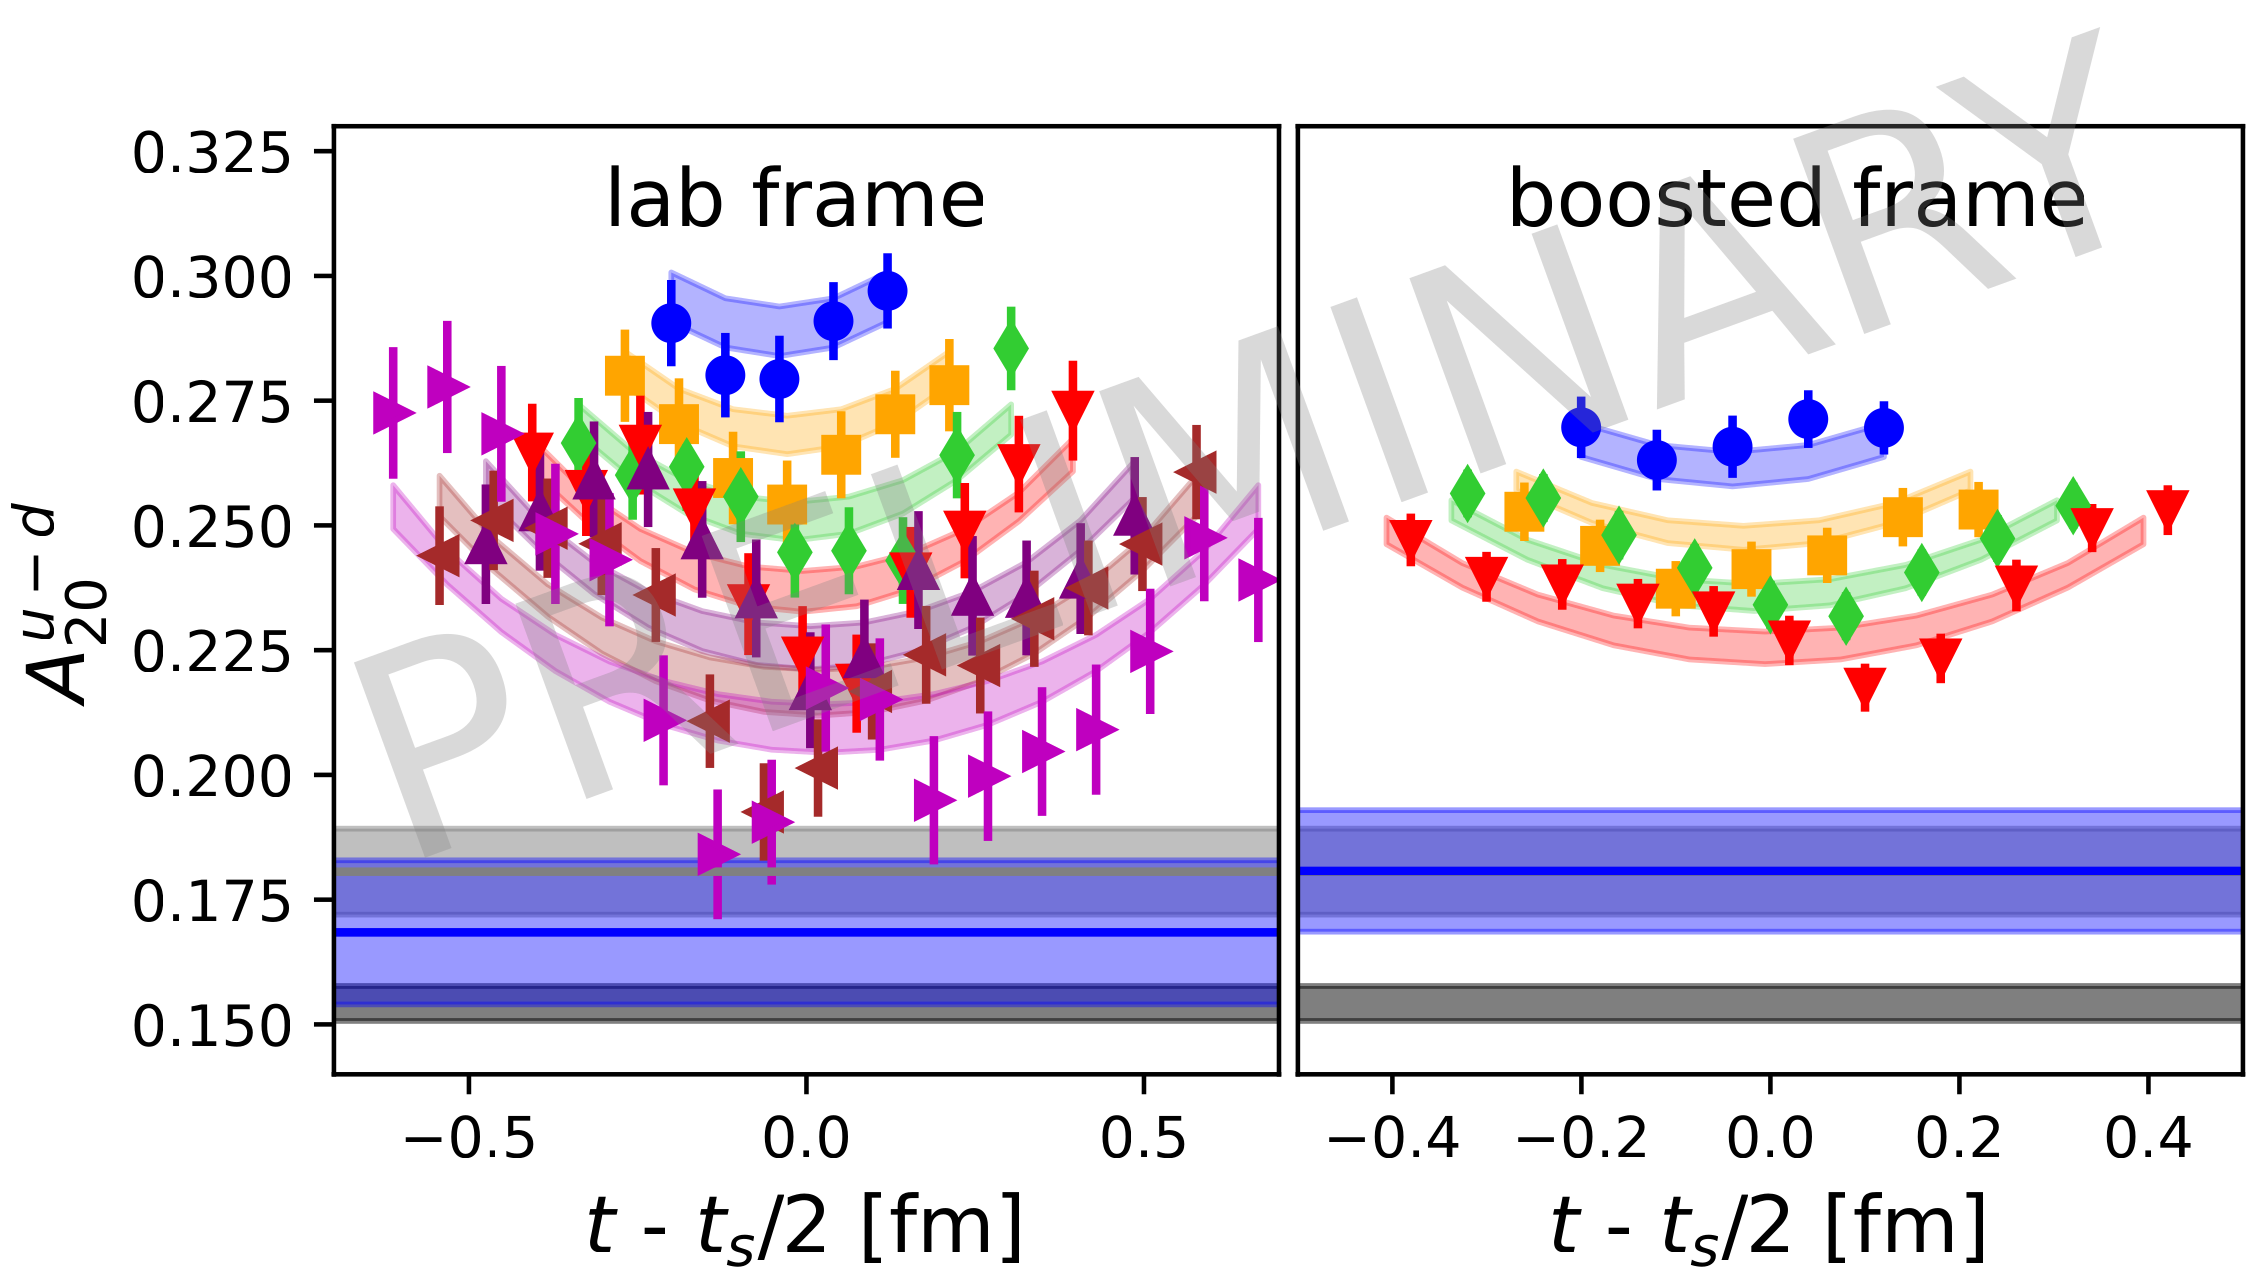 lab frame
boosted frame
0.325
0.300
0.275
0.250
0.225
0.200
0.175
0.150
A_{20}^{u-d}
−0.5 0.0 0.5
−0.4 −0.2 0.0 0.2 0.4
t - t_s/2 [fm]
t - t_s/2 [fm]
PRELIMINARY